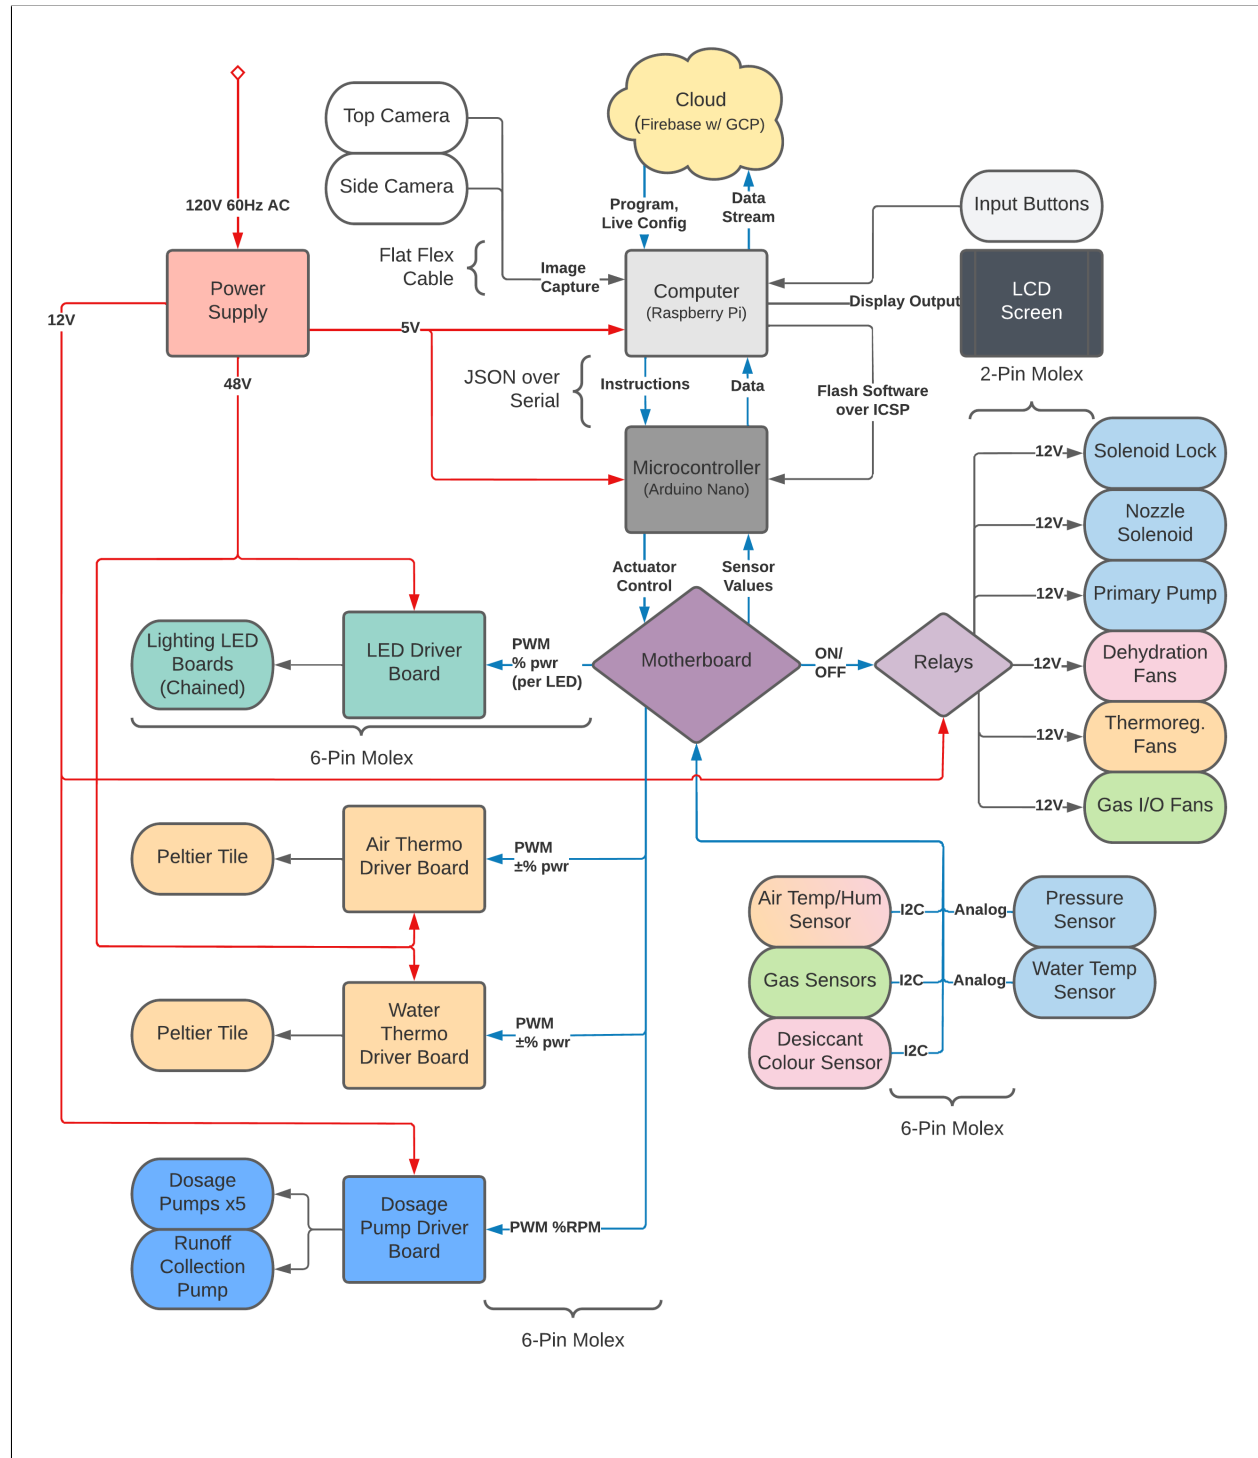 Cloud
(Firebase w/ GCP)
Top Camera
Side Camera
120V 60Hz AC
Program,
Live Config
Data
Stream
Input Buttons
Flat Flex
Cable
Image
Capture
Power
Supply
Computer
(Raspberry Pi)
Display Output
LCD
Screen
12V
5V
48V
JSON over
Serial
Instructions
Data
Flash Software
over ICSP
2-Pin Molex
Microcontroller
(Arduino Nano)
12V
Solenoid Lock
12V
Nozzle
Solenoid
Actuator
Control
Sensor
Values
12V
Primary Pump
Lighting LED
Boards
(Chained)
LED Driver
Board
PWM
% pwr
(per LED)
Motherboard
ON/
OFF
Relays
12V
Dehydration
Fans
12V
Thermoreg.
Fans
6-Pin Molex
12V
Gas I/O Fans
Peltier Tile
Air Thermo
Driver Board
PWM
±% pwr
Air Temp/Hum
Sensor
I2C
Analog
Pressure
Sensor
Gas Sensors
I2C
Analog
Water Temp
Sensor
Peltier Tile
Water
Thermo
Driver Board
PWM
±% pwr
Desiccant
Colour Sensor
I2C
6-Pin Molex
Dosage
Pumps x5
Runoff
Collection
Pump
Dosage
Pump Driver
Board
PWM %RPM
6-Pin Molex